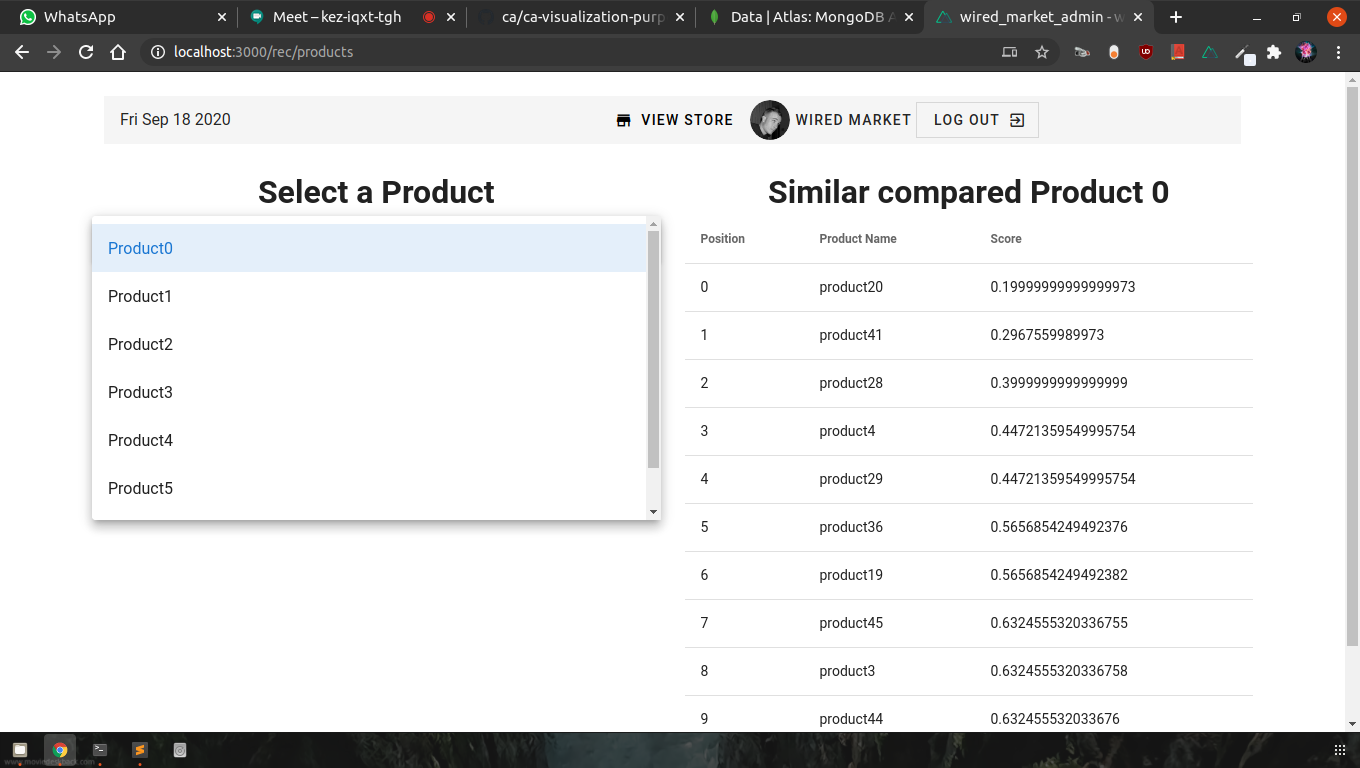 WhatsApp
Meet – kez-iqxt-tgh
ca/ca-visualization-purp
Data | Atlas: MongoDB A
wired_market_admin - w
localhost:3000/rec/products
Fri Sep 18 2020
VIEW STORE
WIRED MARKET
LOG OUT
Select a Product
Product0
Product1
Product2
Product3
Product4
Product5
Similar compared Product 0
Position Product Name Score
0 product20 0.19999999999999973
1 product41 0.2967559989973
2 product28 0.3999999999999999
3 product4 0.44721359549995754
4 product29 0.44721359549995754
5 product36 0.5656854249492376
6 product19 0.5656854249492382
7 product45 0.6324555320336755
8 product3 0.6324555320336758
9 product44 0.632455532033676